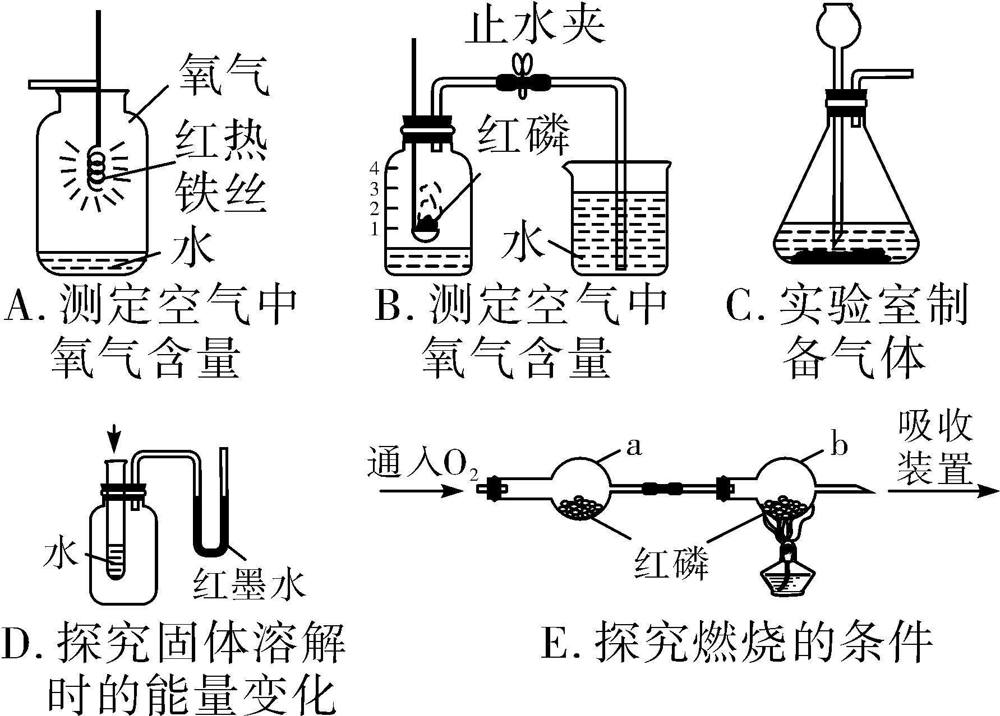 氧气
红热
铁丝
水
A. 测定空气中
氧气含量
止水夹
红磷
4
3
2
1
水
B. 测定空气中
氧气含量
C. 实验室制
备气体
水
红墨水
D. 探究固体溶解
时的能量变化
通入O₂
a
b
吸收
装置
红磷
E. 探究燃烧的条件